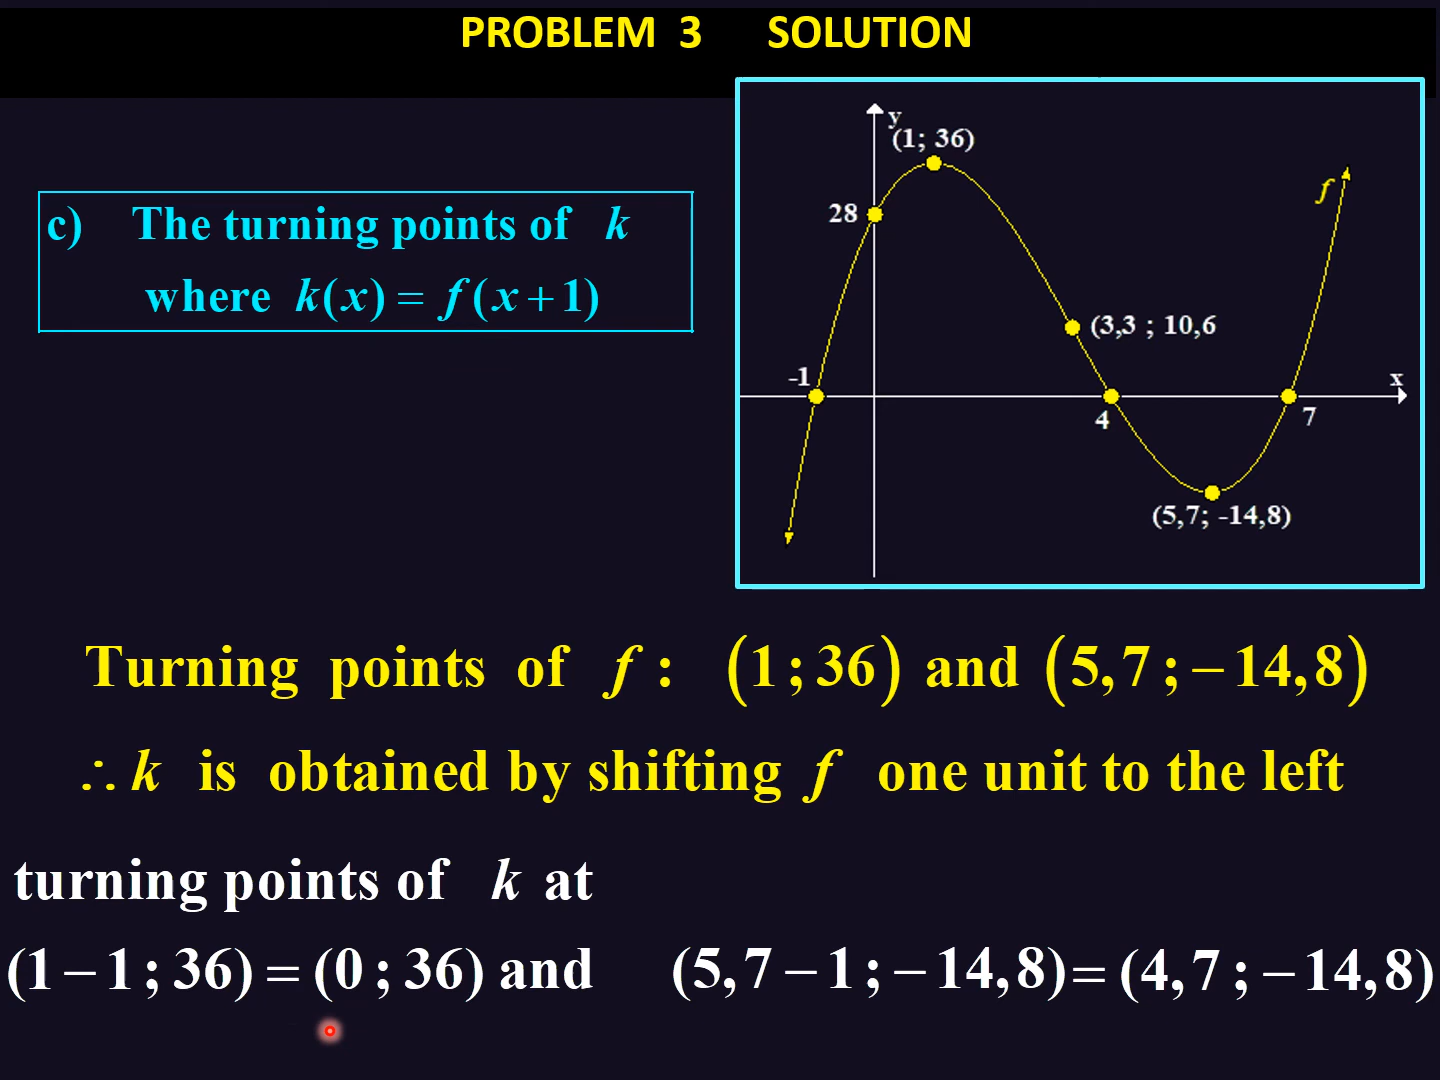 PROBLEM 3 SOLUTION
c) The turning points of k
where k(x) = f(x+1)
y
(1; 36)
f
28
(3,3 ; 10,6
-1
x
4
7
(5,7; -14,8)
Turning points of f : (1 ; 36) and (5,7 ; − 14,8)
∴ k is obtained by shifting f one unit to the left
turning points of k at
(1 − 1 ; 36) = (0 ; 36) and (5,7 − 1 ; − 14,8) = (4,7 ; − 14,8)